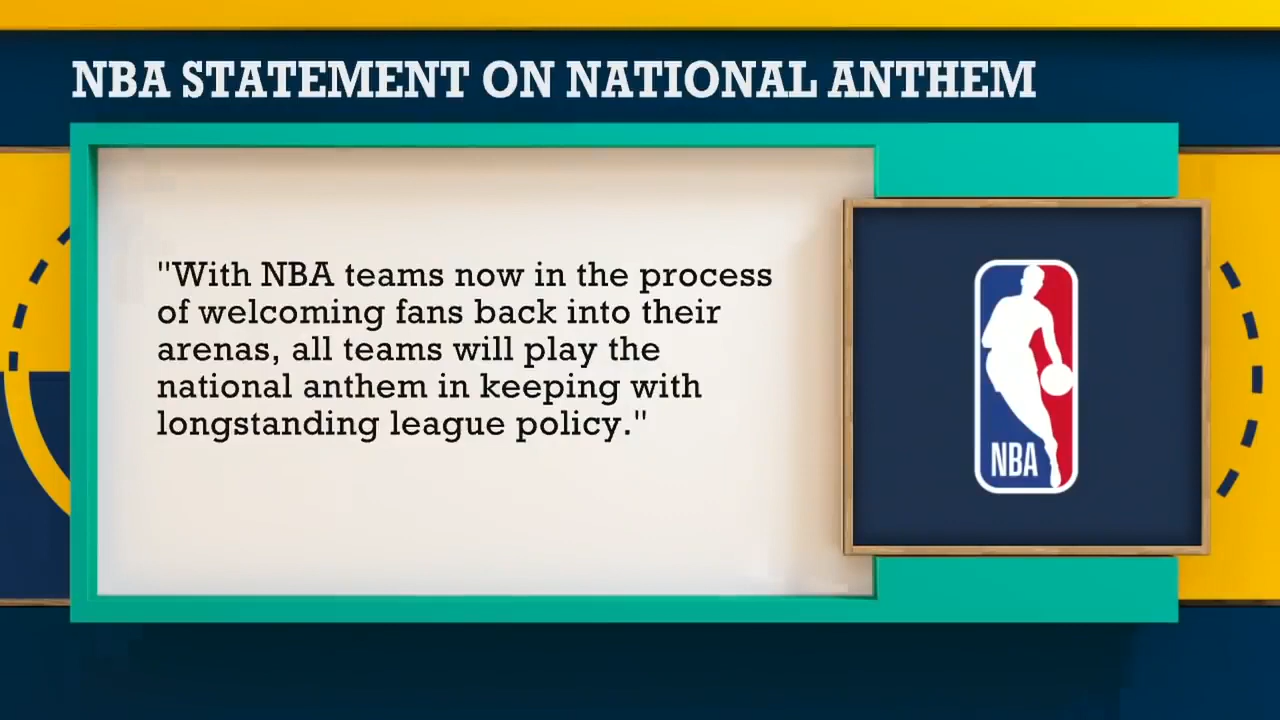 NBA STATEMENT ON NATIONAL ANTHEM
"With NBA teams now in the process
of welcoming fans back into their
arenas, all teams will play the
national anthem in keeping with
longstanding league policy."
NBA